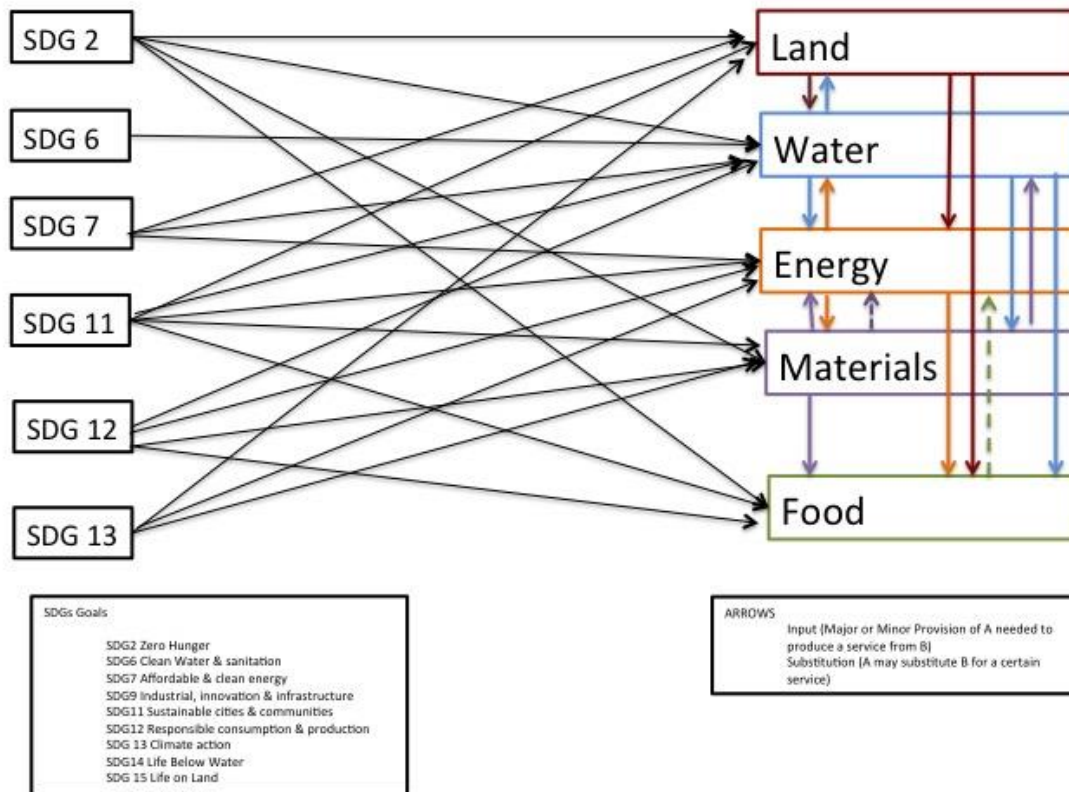 SDG 2
SDG 6
SDG 7
SDG 11
SDG 12
SDG 13
Land
Water
Energy
Materials
Food
SDGs Goals
SDG2 Zero Hunger
SDG6 Clean Water & sanitation
SDG7 Affordable & clean energy
SDG9 Industrial, innovation & infrastructure
SDG11 Sustainable cities & communities
SDG12 Responsible consumption & production
SDG 13 Climate action
SDG14 Life Below Water
SDG 15 Life on Land
ARROWS
Input (Major or Minor Provision of A needed to
produce a service from B)
Substitution (A may substitute B for a certain
service)